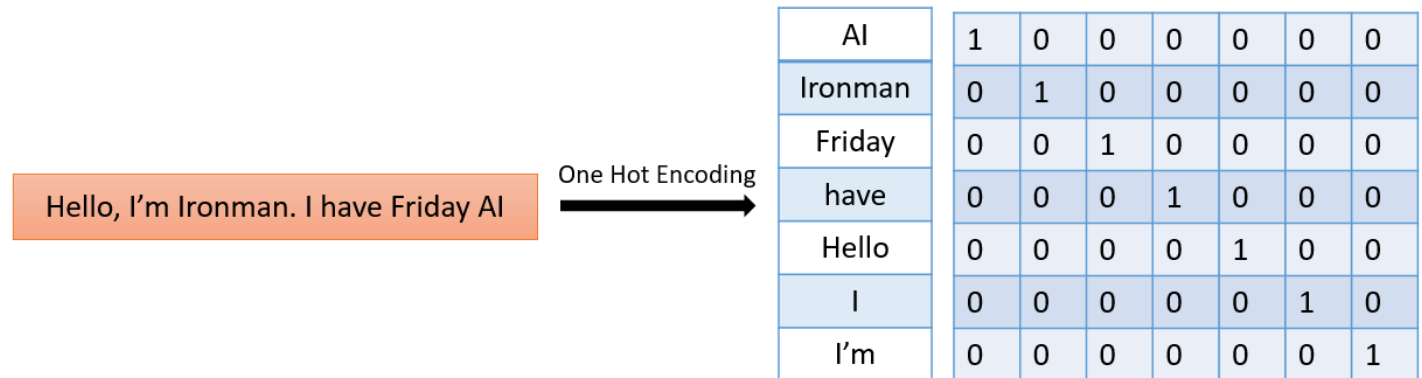 AI 1 0 0 0 0 0 0
Ironman 0 1 0 0 0 0 0
Friday 0 0 1 0 0 0 0
One Hot Encoding
Hello, I’m Ironman. I have Friday AI
have 0 0 0 1 0 0 0
Hello 0 0 0 0 1 0 0
I 0 0 0 0 0 1 0
I’m 0 0 0 0 0 0 1